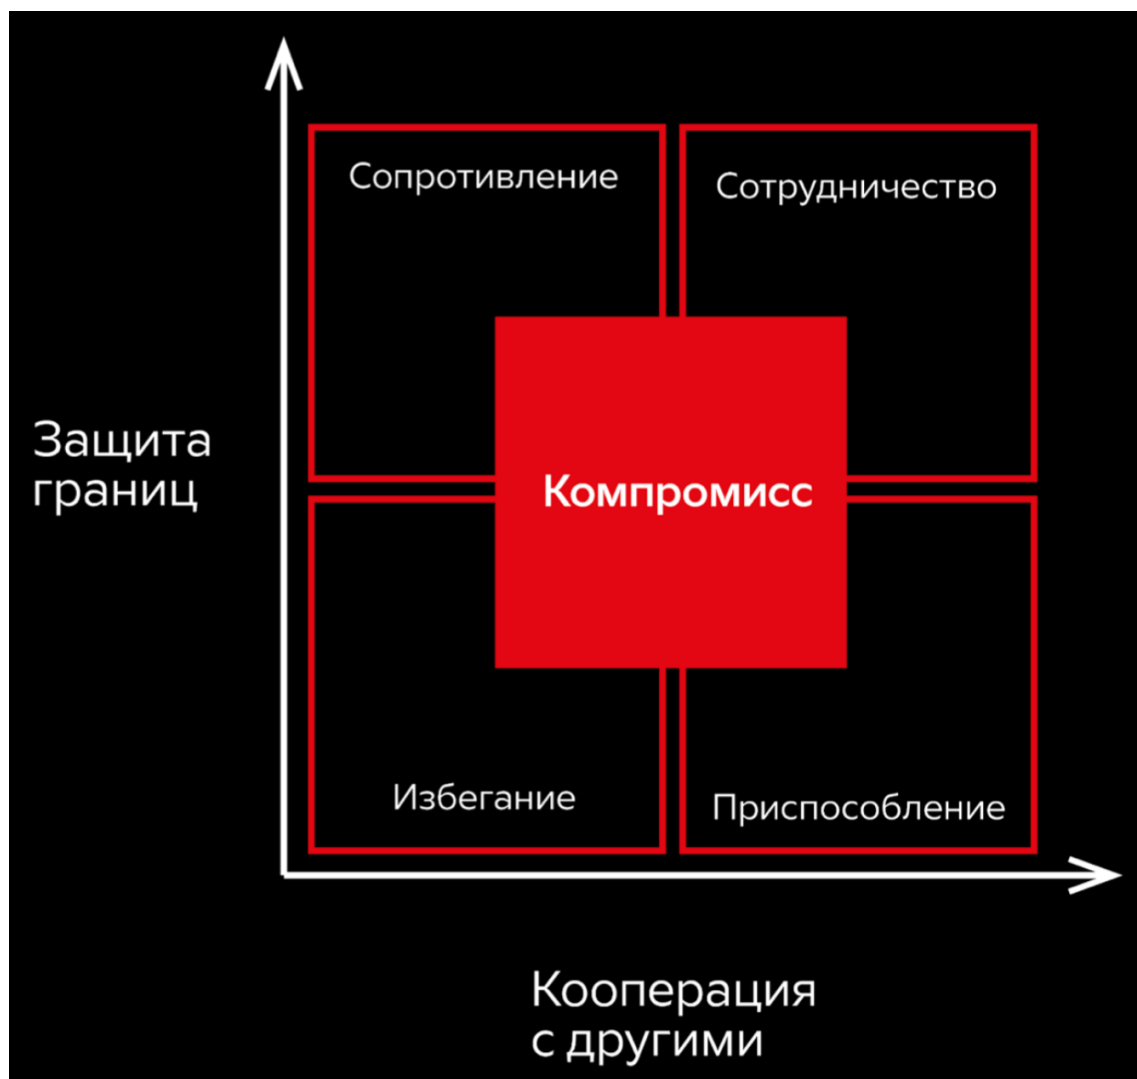 Сопротивление
Сотрудничество
Защита
границ
Компромисс
Избегание
Приспособление
Кооперация
с другими